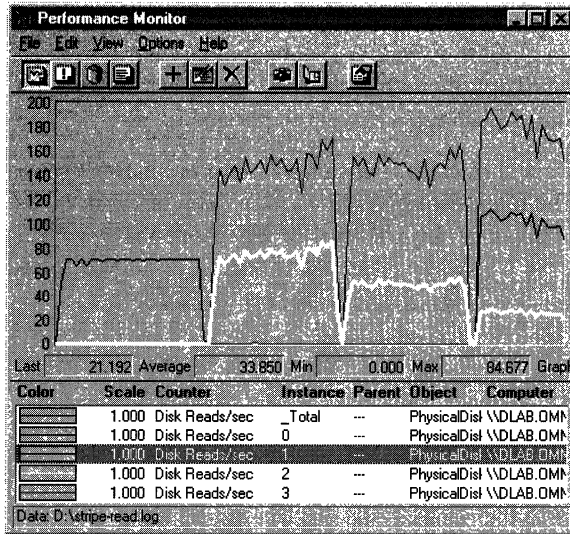 Performance Monitor
File Edit View Options Help
200
180
160
140
120
100
80
60
40
20
0
Last 21.192 Average 33.850 Min 0.000 Max 84.677 Graph
Color Scale Counter Instance Parent Object Computer
1.000 Disk Reads/sec _Total --- PhysicalDisk \\DLAB.OMN
1.000 Disk Reads/sec 0 --- PhysicalDisk \\DLAB.OMN
1.000 Disk Reads/sec 1 --- PhysicalDisk \\DLAB.OMN
1.000 Disk Reads/sec 2 --- PhysicalDisk \\DLAB.OMN
1.000 Disk Reads/sec 3 --- PhysicalDisk \\DLAB.OMN
Data: D:\stripe-read.log